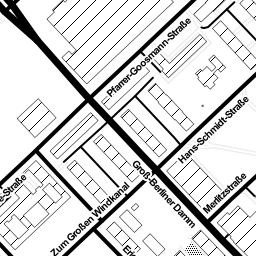 Pfarrer-Goosmann-Straße
Hans-Schmidt-Straße
Groß-Berliner Damm
Merlitzstraße
Zum Großen Windkanal